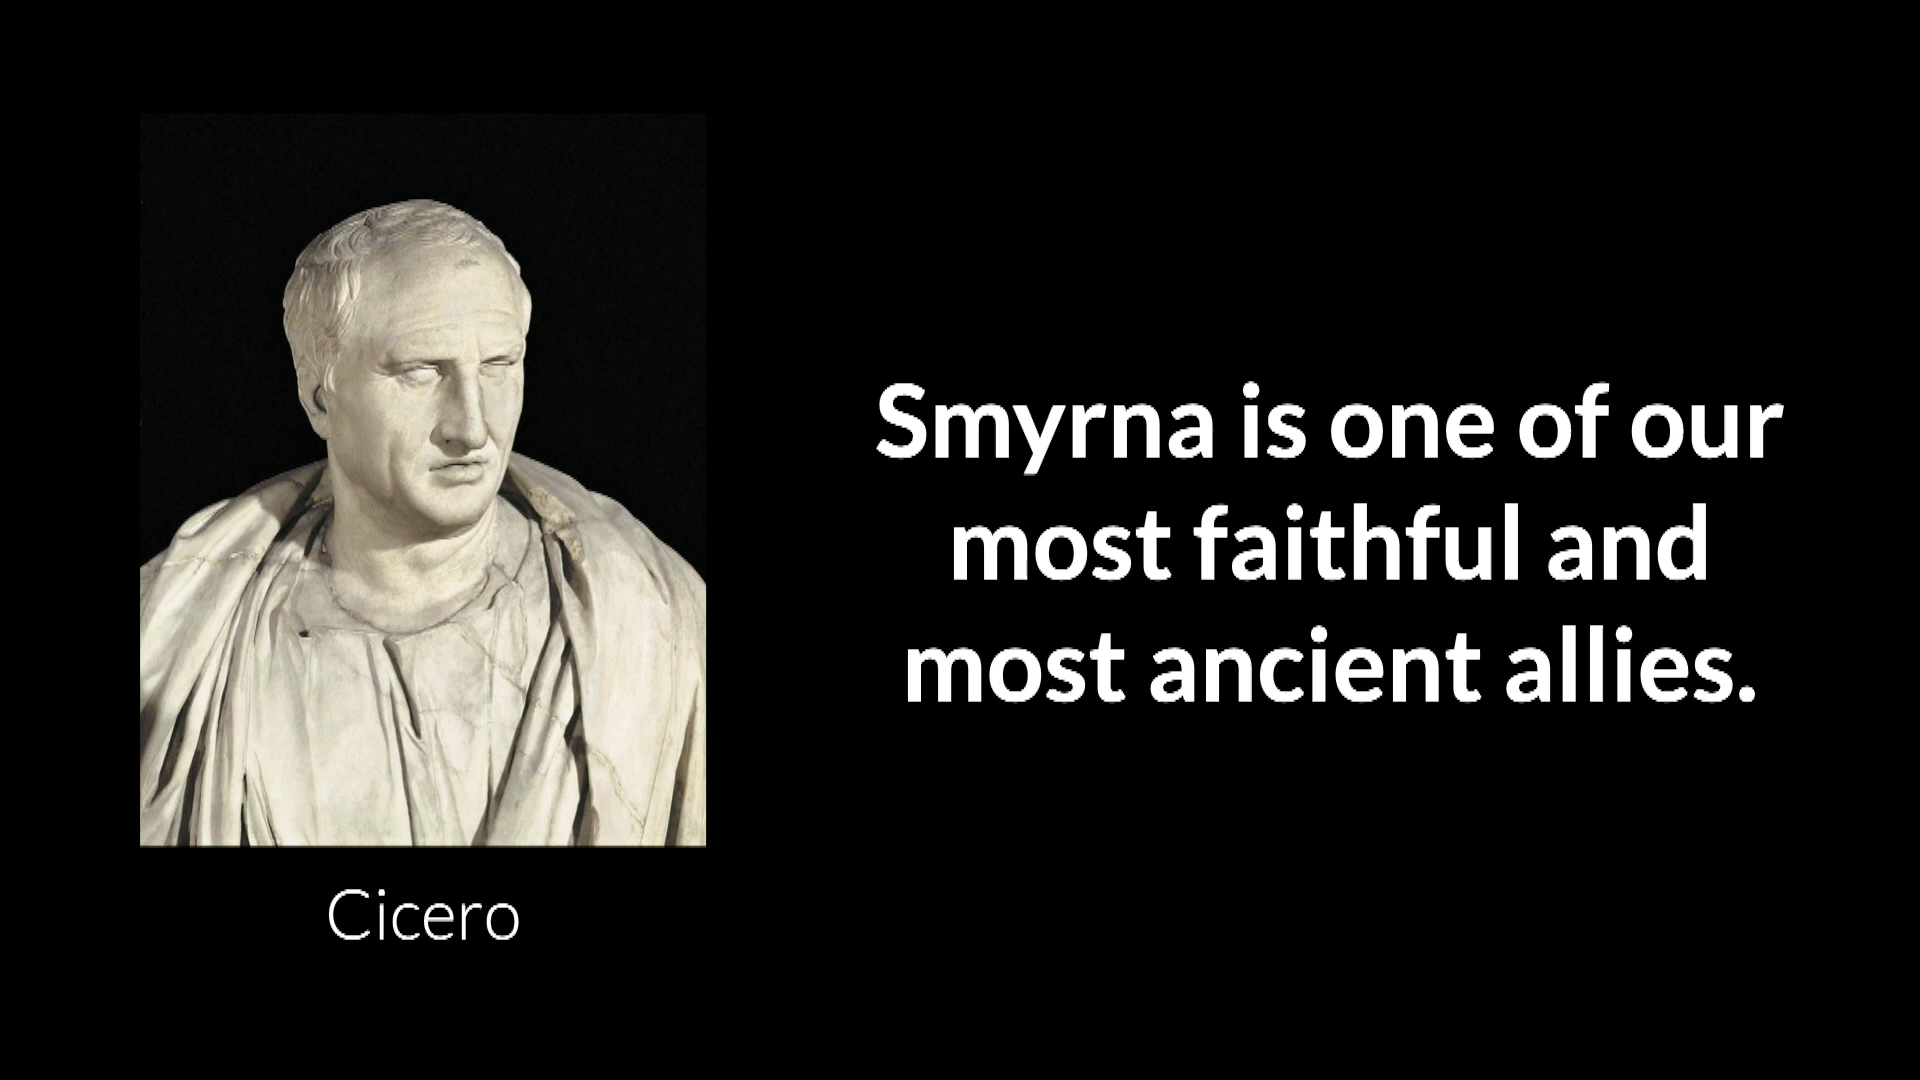 Smyrna is one of our
most faithful and
most ancient allies.
Cicero